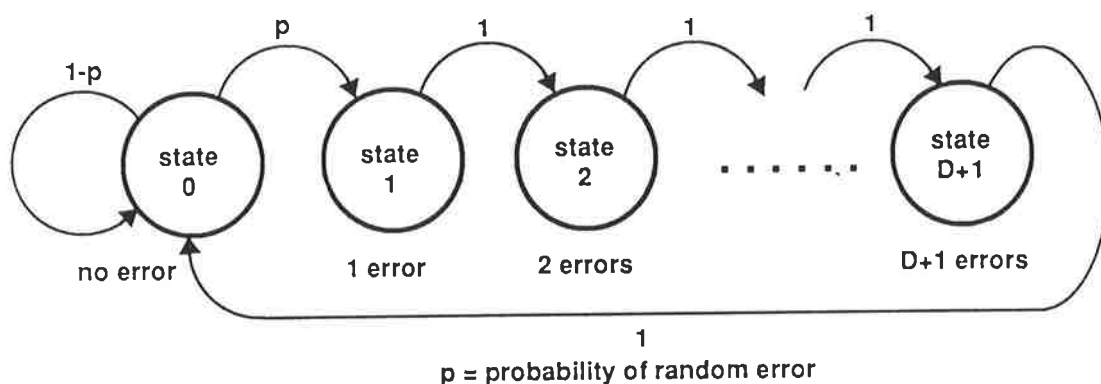 p
1
1
1
1-p
state
0
state
1
state
2
. . . . . .
state
D+1
no error
1 error
2 errors
D+1 errors
1
p = probability of random error